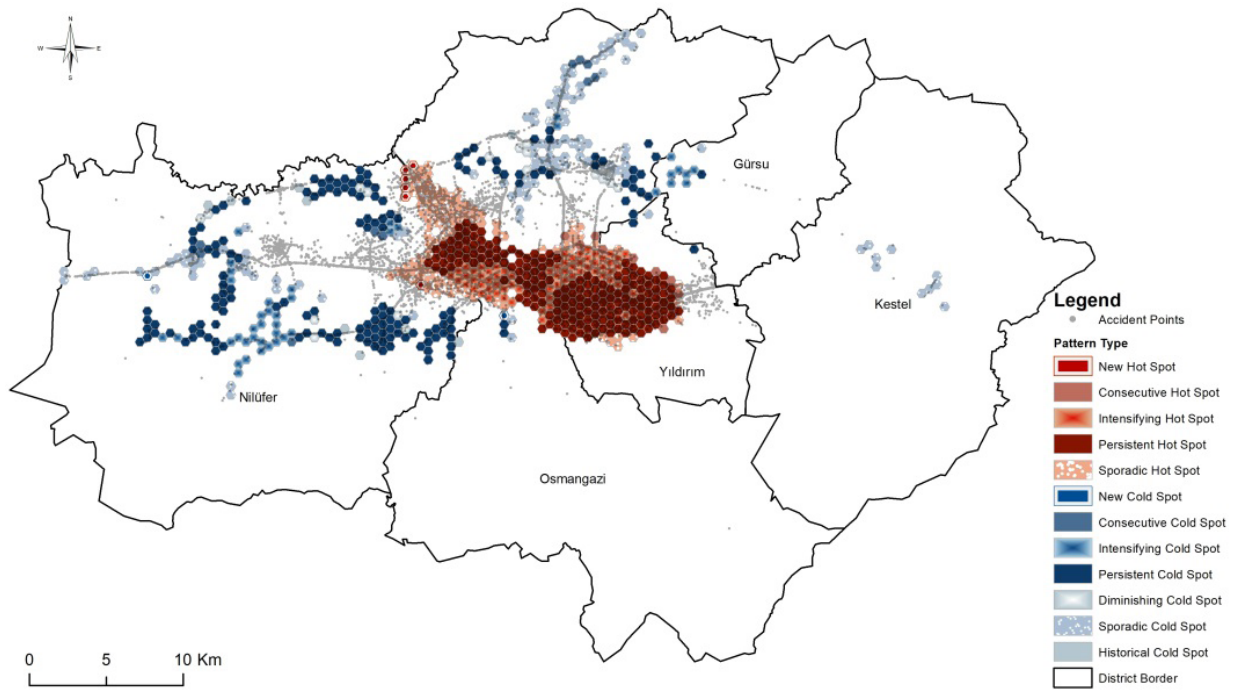 N
W
E
S
Gürsu
Kestel
Yıldırım
Nilüfer
Osmangazi
0
5
10 Km
Legend
Accident Points
Pattern Type
New Hot Spot
Consecutive Hot Spot
Intensifying Hot Spot
Persistent Hot Spot
Sporadic Hot Spot
New Cold Spot
Consecutive Cold Spot
Intensifying Cold Spot
Persistent Cold Spot
Diminishing Cold Spot
Sporadic Cold Spot
Historical Cold Spot
District Border